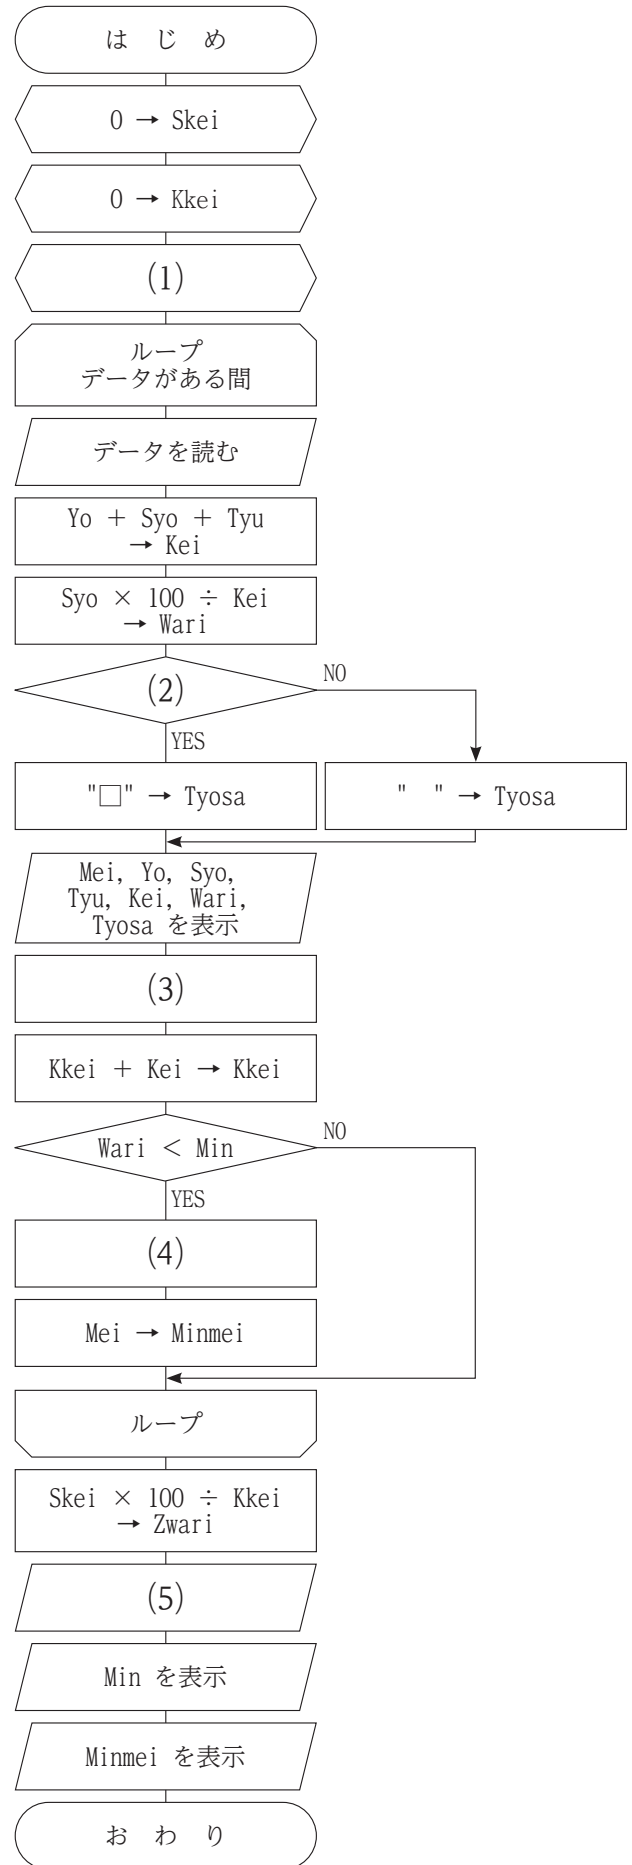 は じ め
0 → Skei
0 → Kkei
(1)
ループ
データがある間
データを読む
Yo + Syo + Tyu
→ Kei
Syo × 100 ÷ Kei
→ Wari
(2)
NO
YES
"□" → Tyosa
"　" → Tyosa
Mei, Yo, Syo,
Tyu, Kei, Wari,
Tyosa を表示
(3)
Kkei + Kei → Kkei
Wari < Min
NO
YES
(4)
Mei → Minmei
ループ
Skei × 100 ÷ Kkei
→ Zwari
(5)
Min を表示
Minmei を表示
お わ り